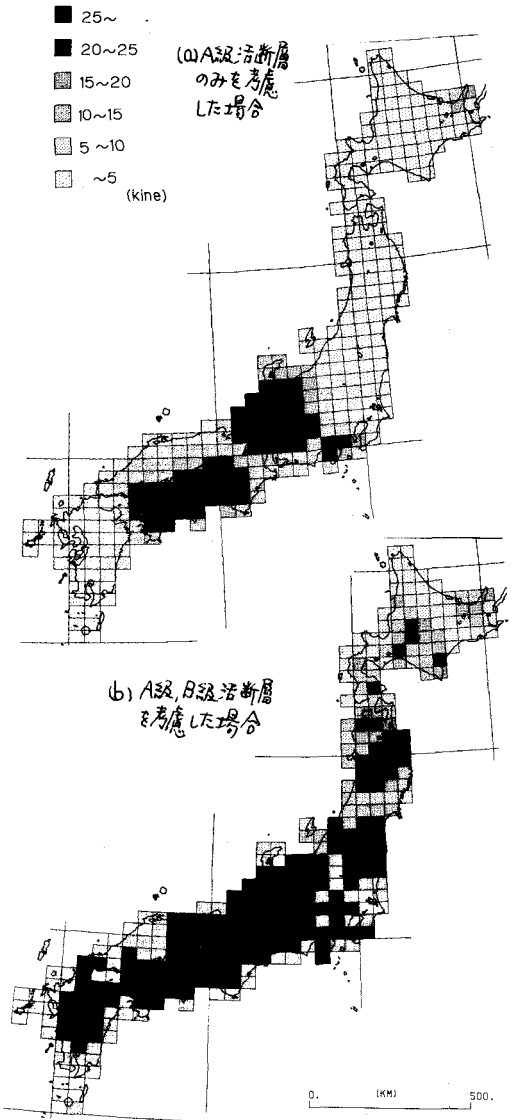 25~
20~25
15~20
10~15
5~10
~5
(kine)
(a)A級活断層
のみを考慮
した場合
(b) A級,B級活断層
を考慮した場合
0. (KM) 500.